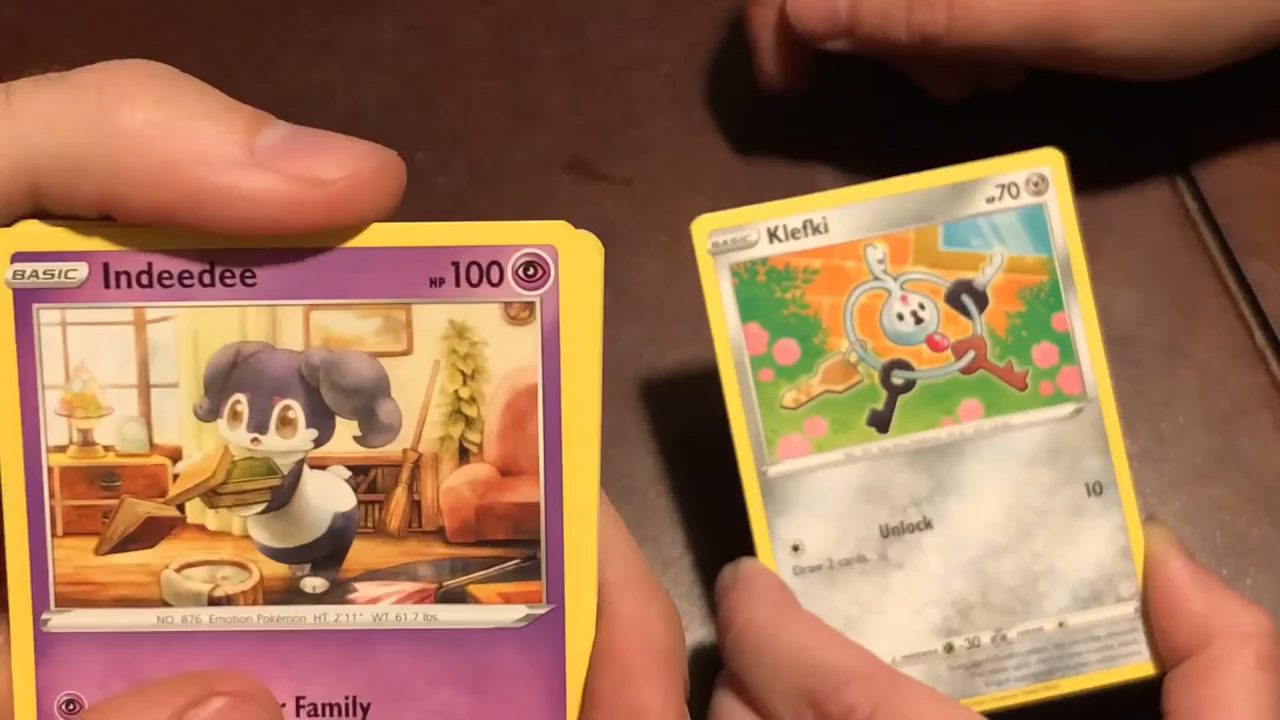 BASIC Indeedee HP 100
NO. 876 Emotion Pokémon HT 2'11" WT 61.7 lbs.
r Family
BASIC Klefki HP 70
Unlock 10
Draw 2 cards.
-30